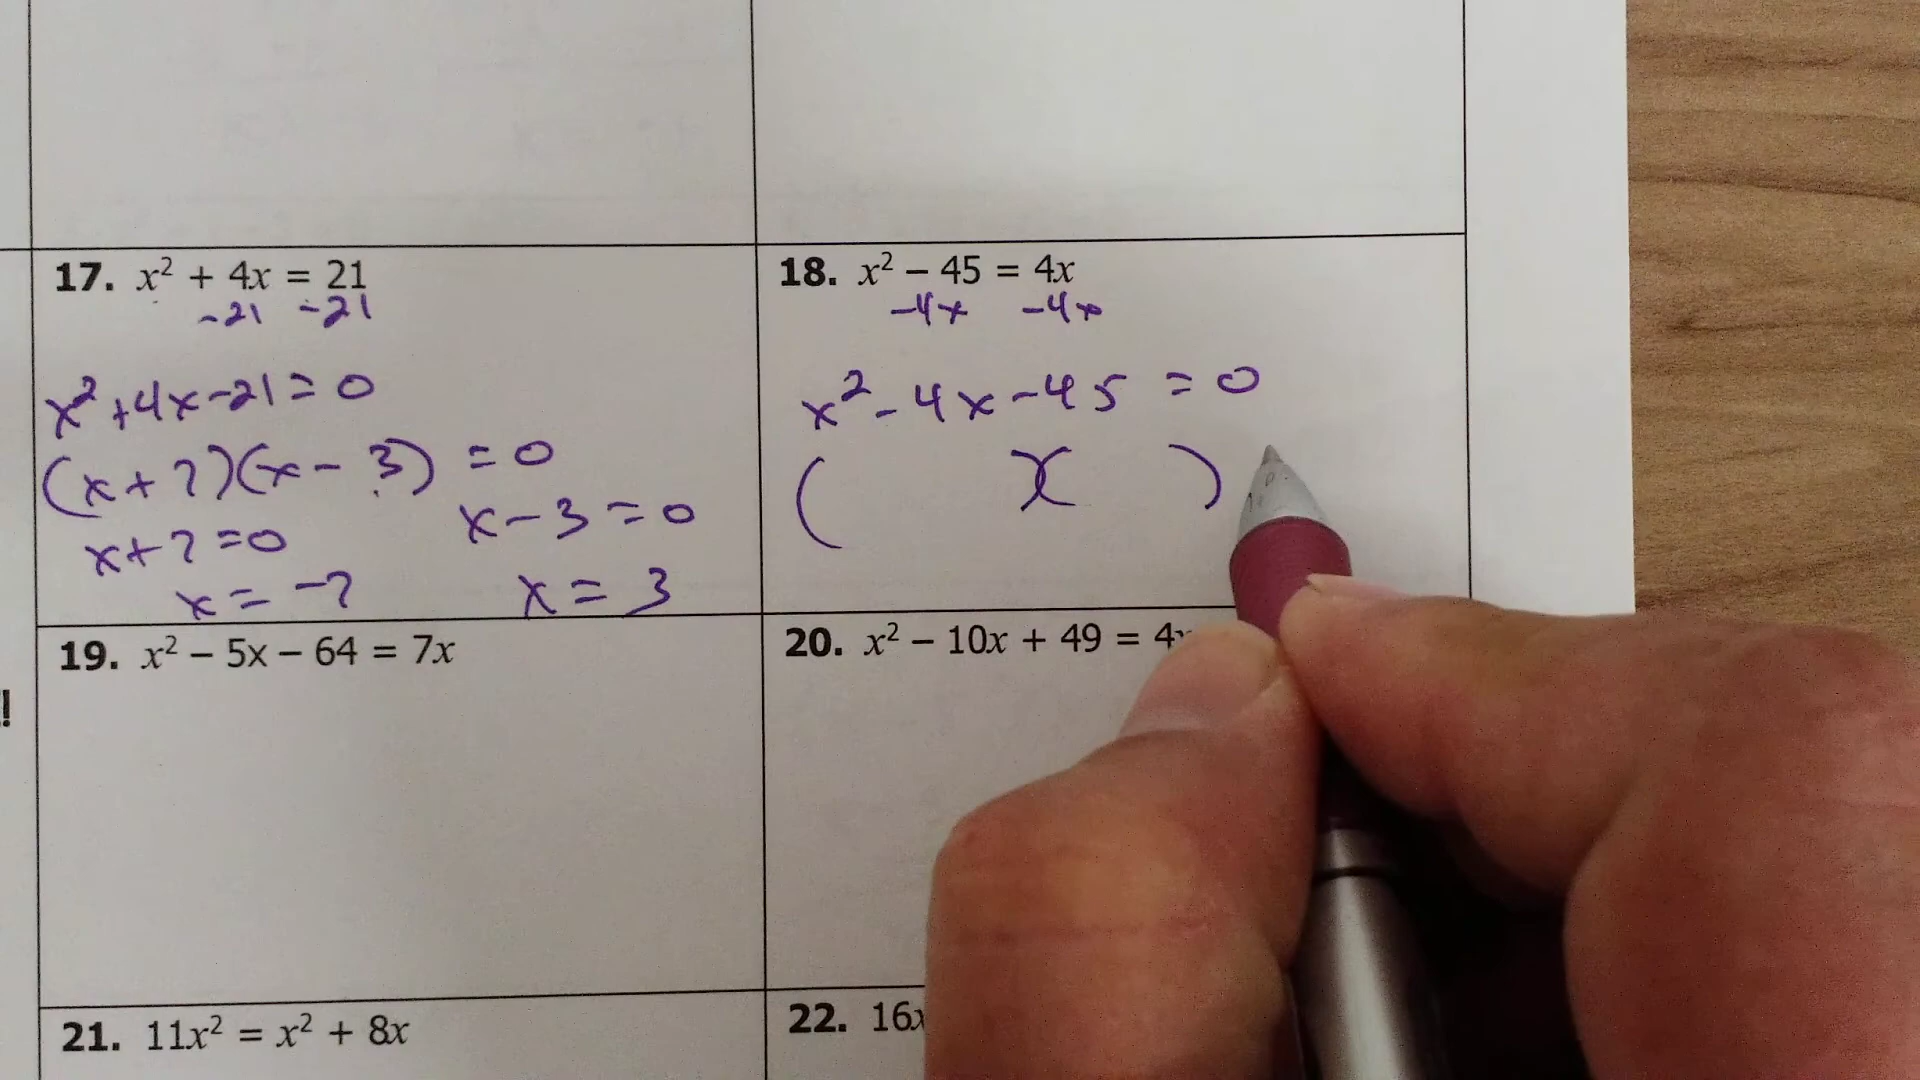 17. x² + 4x = 21
-21 -21
x² + 4x - 21 = 0
(x + 7)(x - 3) = 0
x + 7 = 0 x - 3 = 0
x = -7 x = 3
18. x² – 45 = 4x
-4x -4x
x² - 4x - 45 = 0
( )( )
19. x² – 5x – 64 = 7x
20. x² – 10x + 49 = 4
!
21. 11x² = x² + 8x
22. 16x